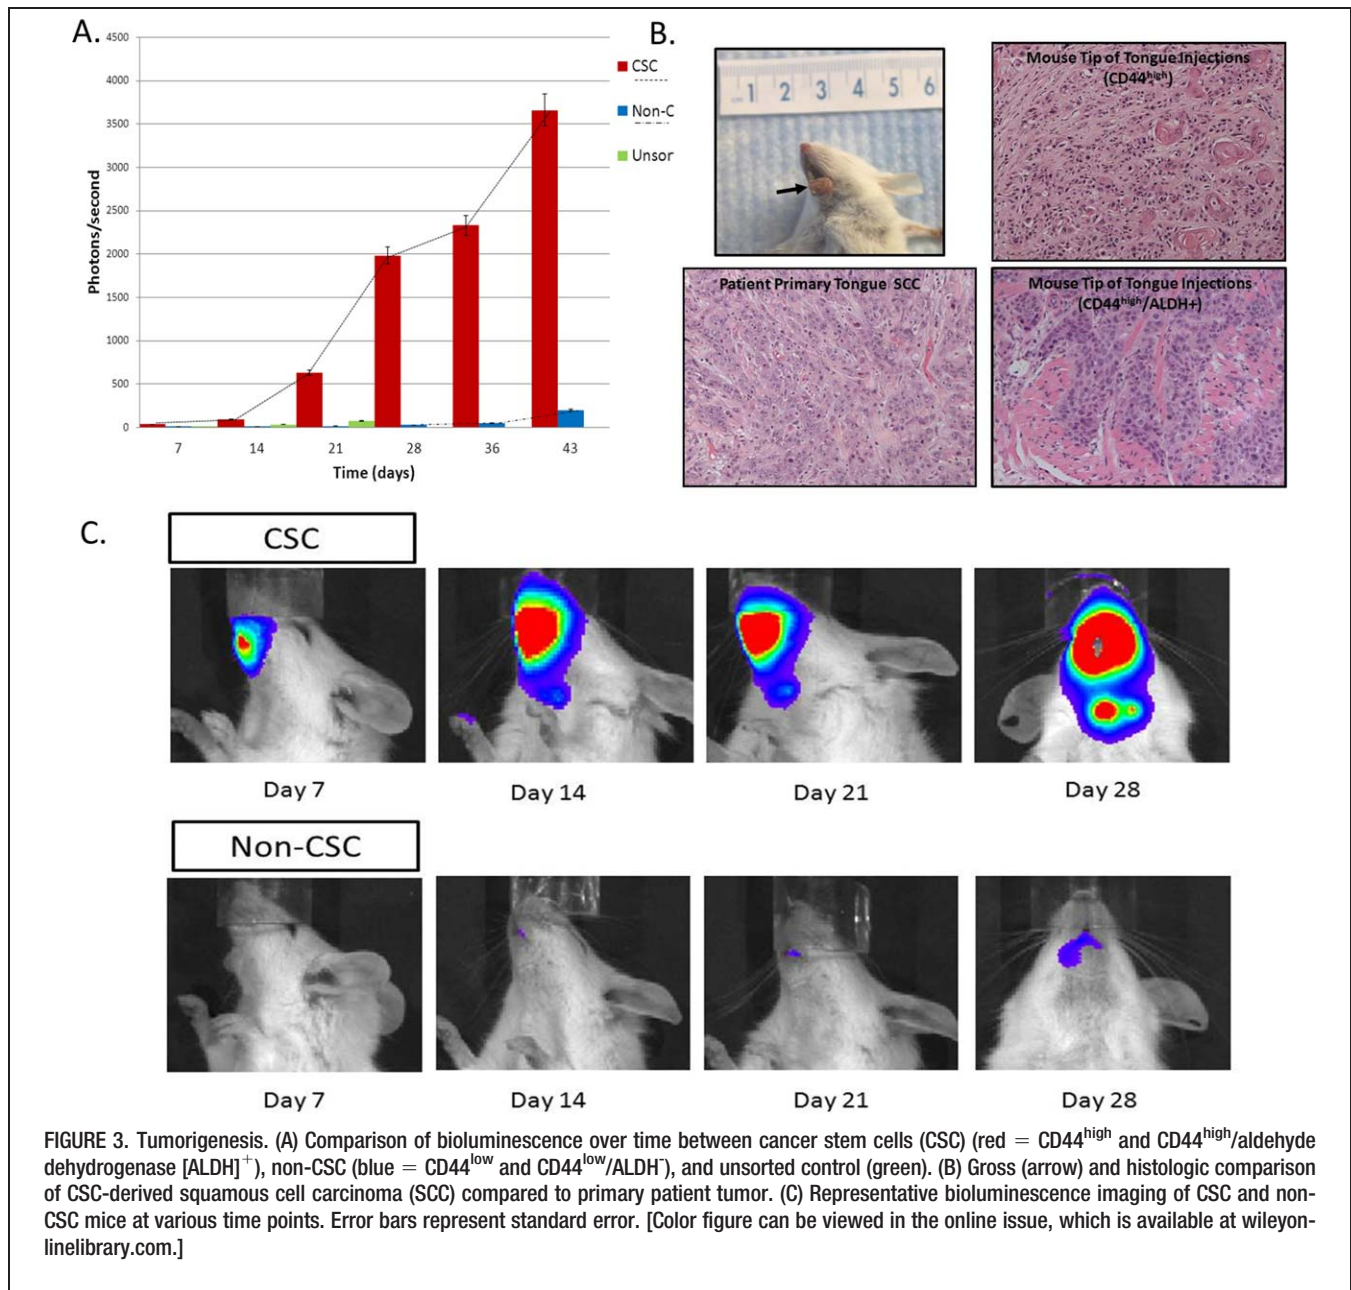 A.
4500
4000
3500
3000
2500
2000
1500
1000
500
0
Photons/second
7 14 21 28 36 43
Time (days)
CSC
Non-C
Unsor
B.
1 2 3 4 5 6
Mouse Tip of Tongue Injections
(CD44high)
Patient Primary Tongue SCC
Mouse Tip of Tongue Injections
(CD44high/ALDH+)
C.
CSC
Day 7
Day 14
Day 21
Day 28
Non-CSC
Day 7
Day 14
Day 21
Day 28
FIGURE 3. Tumorigenesis. (A) Comparison of bioluminescence over time between cancer stem cells (CSC) (red = CD44high and CD44high/aldehyde
dehydrogenase [ALDH]+), non-CSC (blue = CD44low and CD44low/ALDH-), and unsorted control (green). (B) Gross (arrow) and histologic comparison
of CSC-derived squamous cell carcinoma (SCC) compared to primary patient tumor. (C) Representative bioluminescence imaging of CSC and non-
CSC mice at various time points. Error bars represent standard error. [Color figure can be viewed in the online issue, which is available at wileyon-
linelibrary.com.]